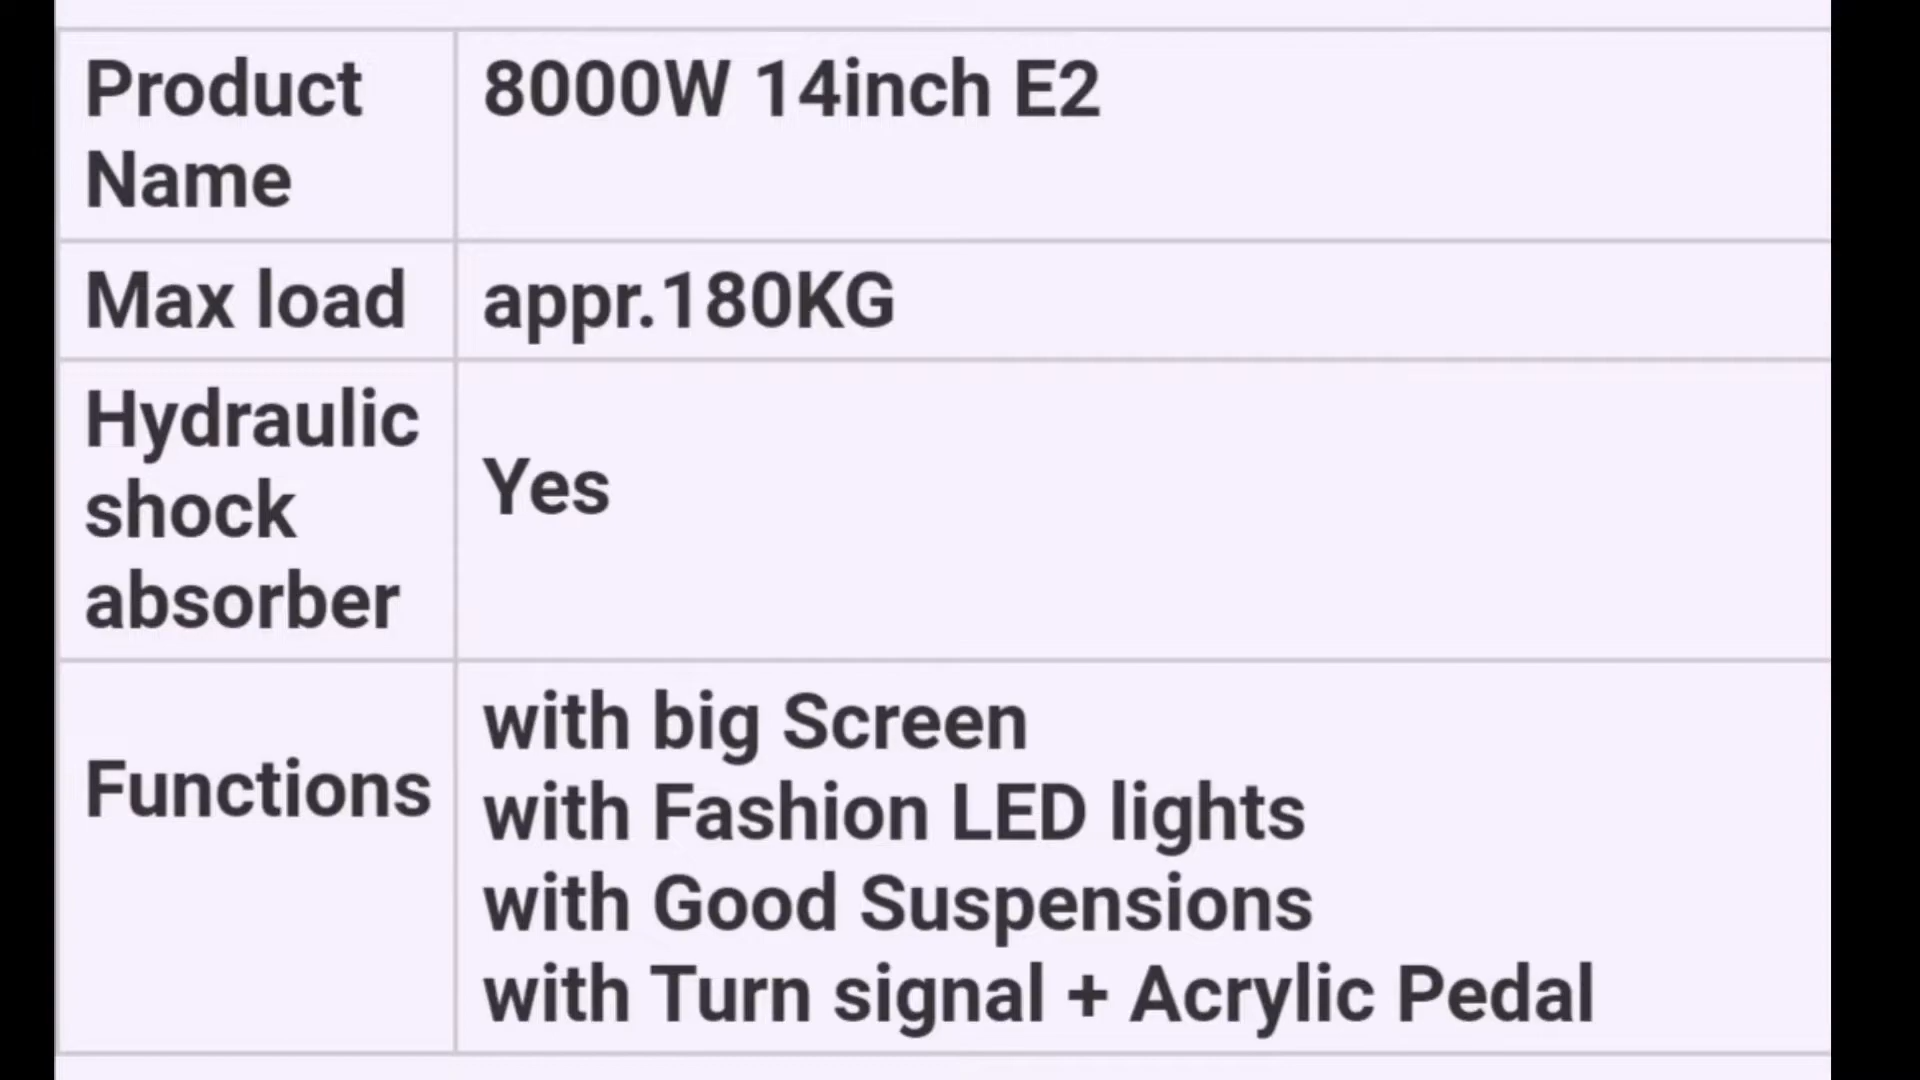 Product
Name
8000W 14inch E2
Max load
appr.180KG
Hydraulic
shock
absorber
Yes
Functions
with big Screen
with Fashion LED lights
with Good Suspensions
with Turn signal + Acrylic Pedal